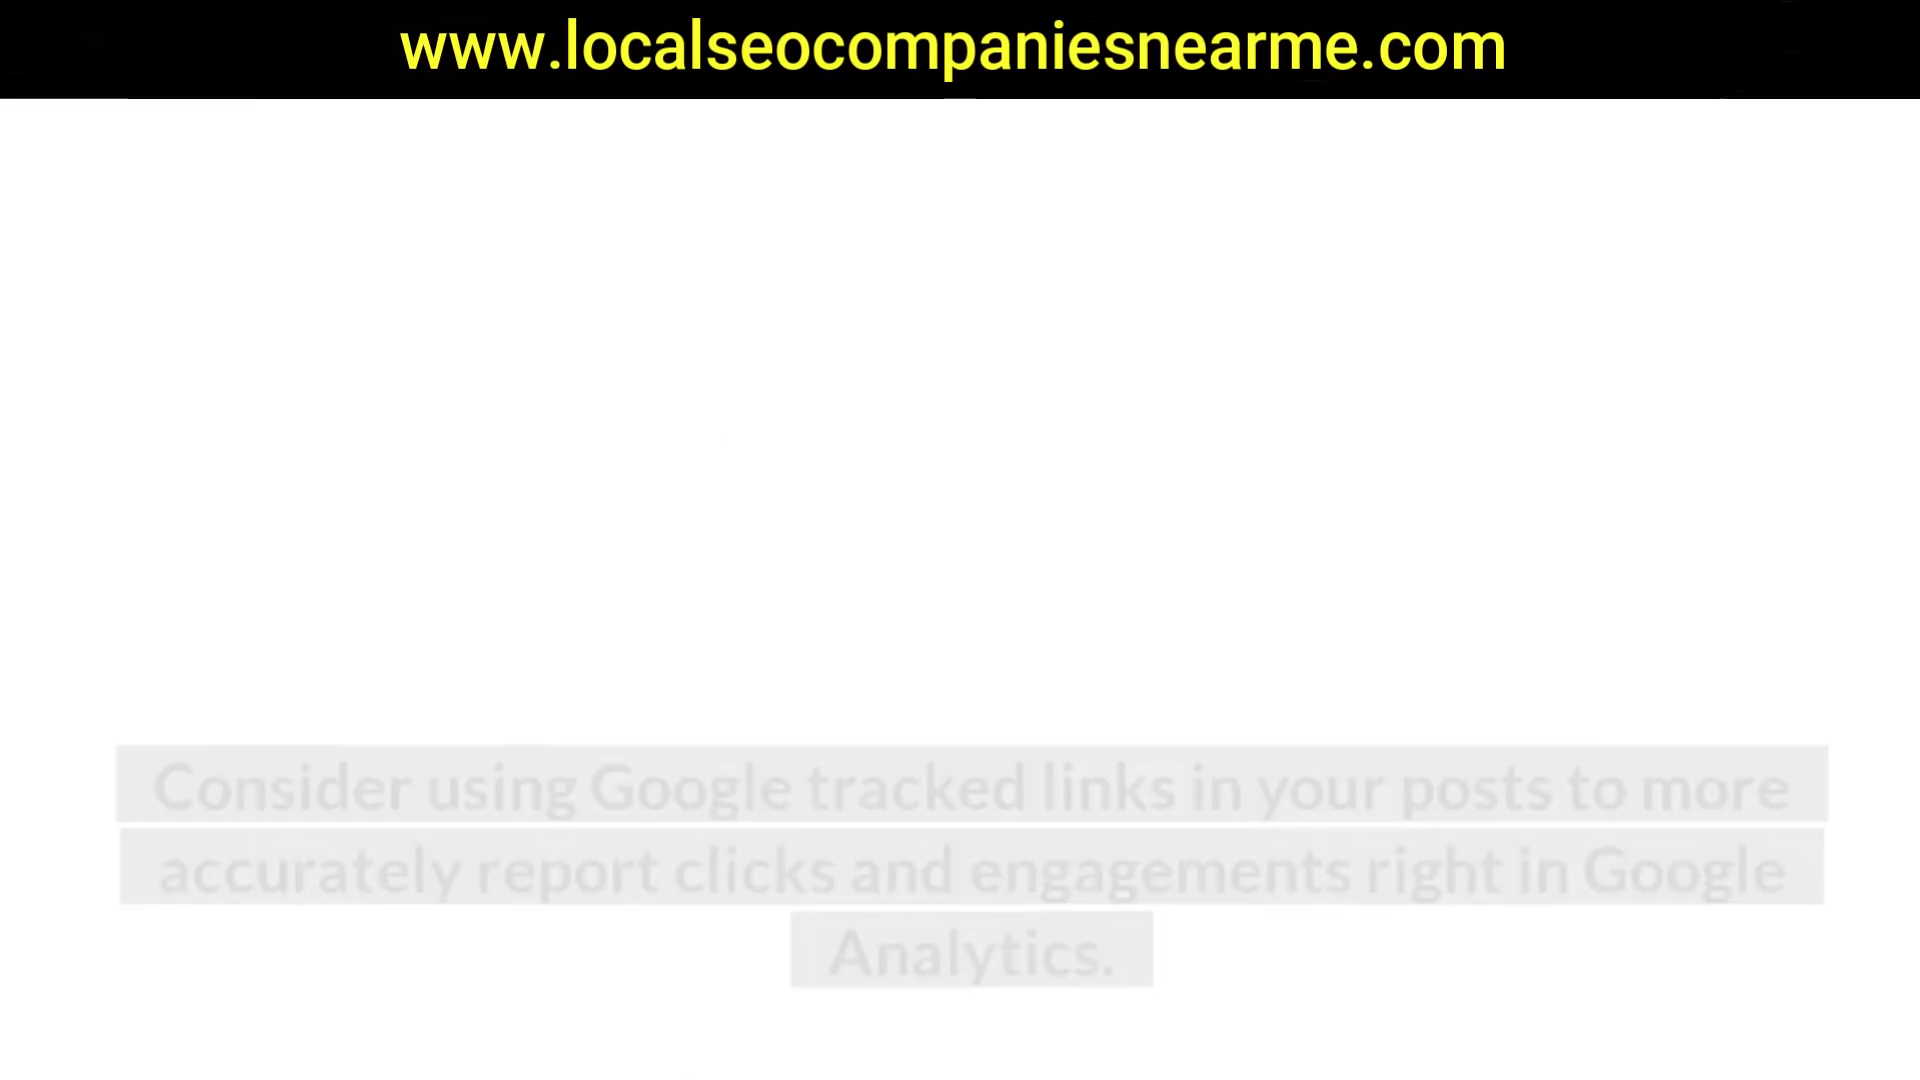 www.localseocompaniesnearme.com
Consider using Google tracked links in your posts to more
accurately report clicks and engagements right in Google
Analytics.